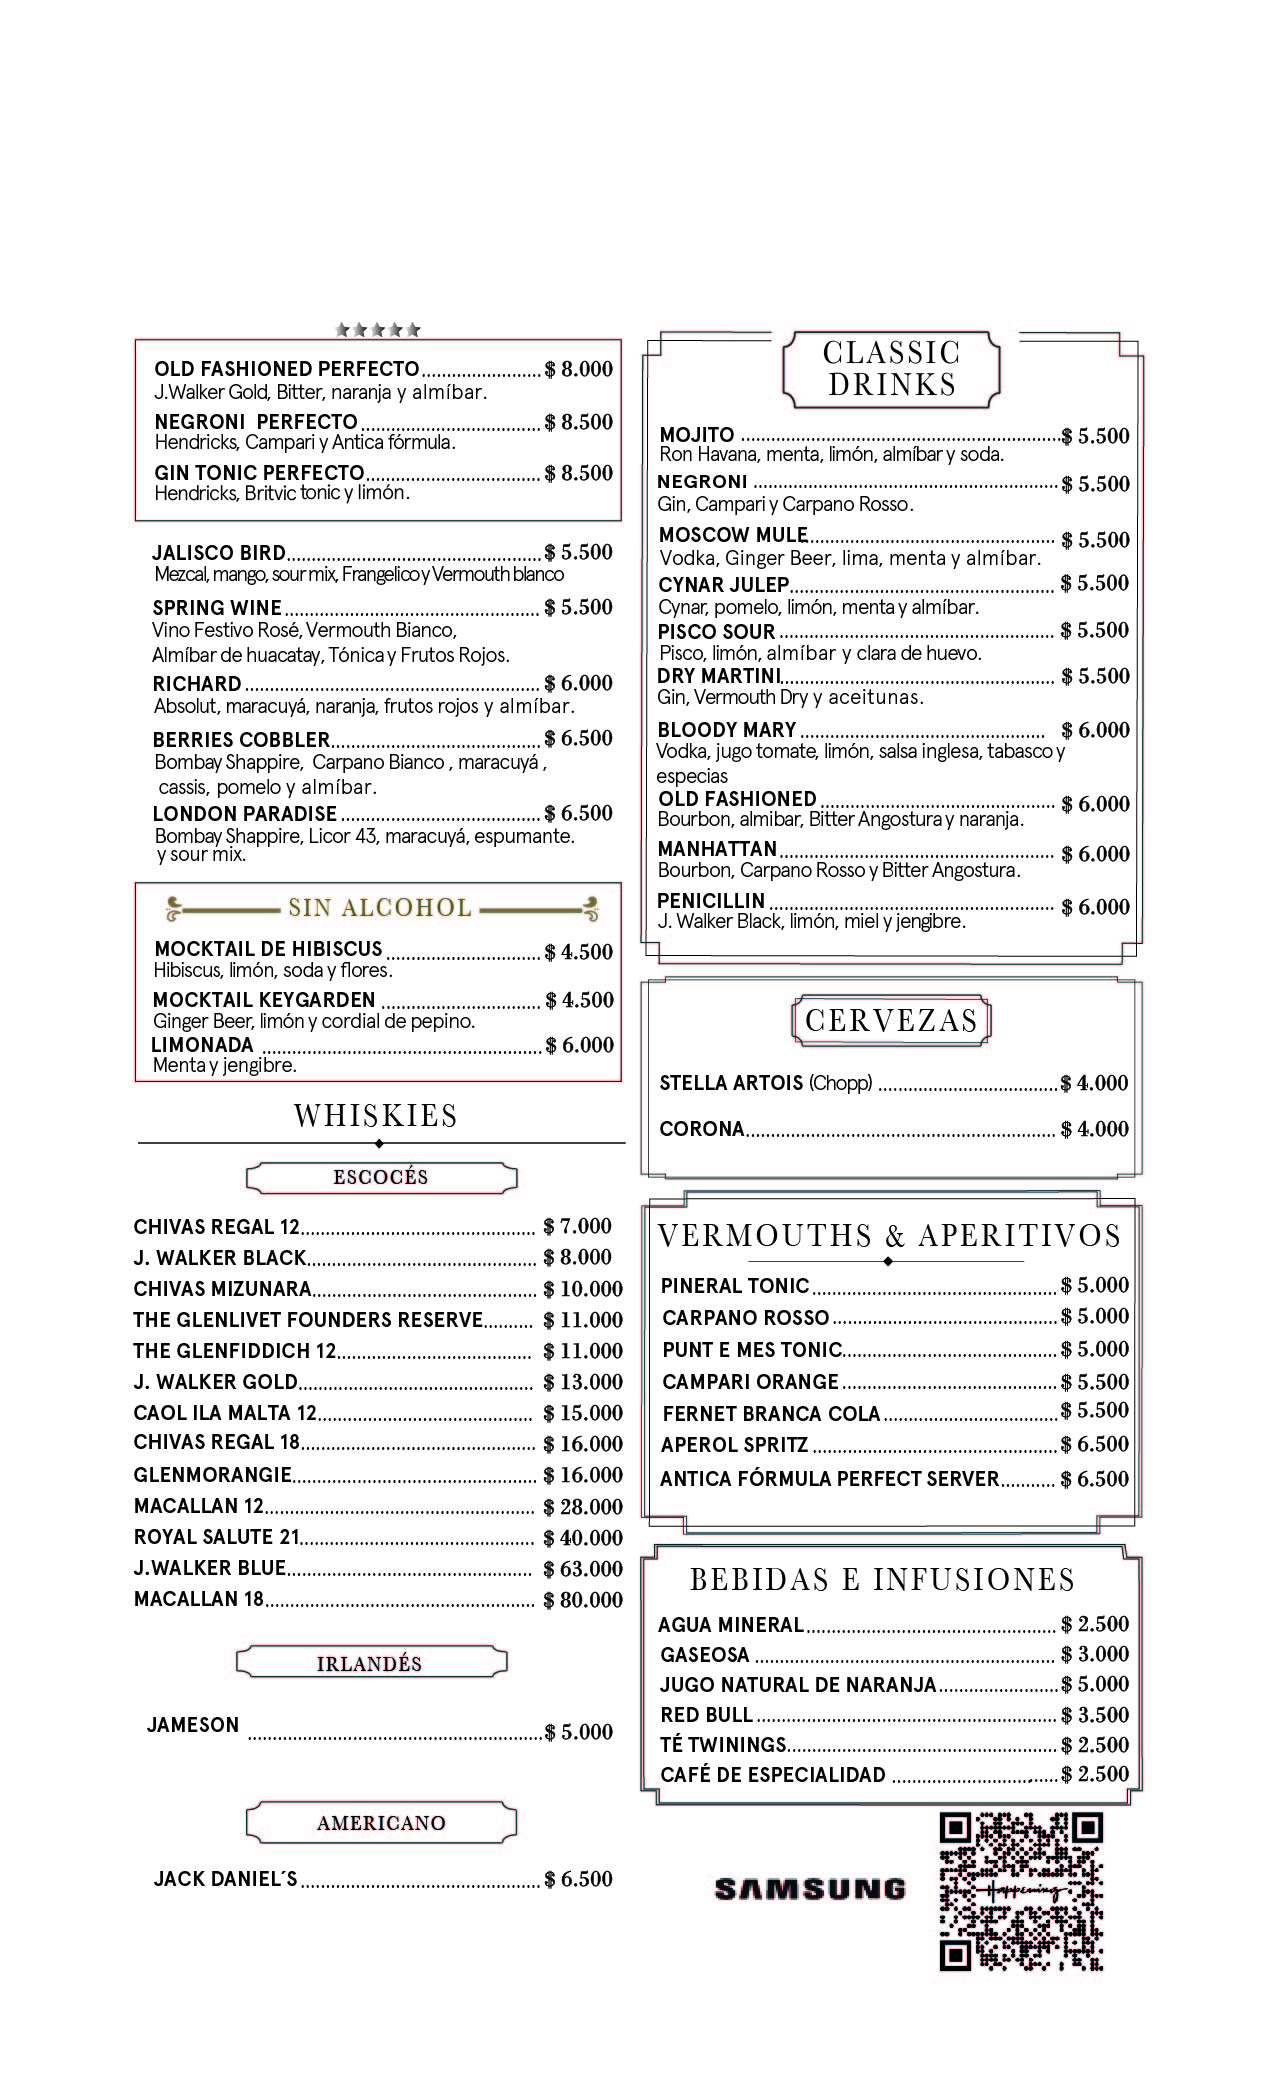 OLD FASHIONED PERFECTO........................$ 8.000
J.Walker Gold, Bitter, naranja y almíbar.
NEGRONI PERFECTO....................................$ 8.500
Hendricks, Campari y Antica fórmula.
GIN TONIC PERFECTO...................................$ 8.500
Hendricks, Britvic tonic y limón.
JALISCO BIRD...................................................$ 5.500
Mezcal, mango, sour mix, Frangelico y Vermouth blanco
SPRING WINE...................................................$ 5.500
Vino Festivo Rosé, Vermouth Bianco,
Almíbar de huacatay, Tónica y Frutos Rojos.
RICHARD...........................................................$ 6.000
Absolut, maracuyá, naranja, frutos rojos y almíbar.
BERRIES COBBLER..........................................$ 6.500
Bombay Shappire, Carpano Bianco , maracuyá ,
cassis, pomelo y almíbar.
LONDON PARADISE........................................$ 6.500
Bombay Shappire, Licor 43, maracuyá, espumante.
y sour mix.
SIN ALCOHOL
MOCKTAIL DE HIBISCUS...............................$ 4.500
Hibiscus, limón, soda y flores.
MOCKTAIL KEYGARDEN................................$ 4.500
Ginger Beer, limón y cordial de pepino.
LIMONADA........................................................$ 6.000
Menta y jengibre.
WHISKIES
ESCOCÉS
CHIVAS REGAL 12...............................................$ 7.000
J. WALKER BLACK..............................................$ 8.000
CHIVAS MIZUNARA.............................................$ 10.000
THE GLENLIVET FOUNDERS RESERVE..........$ 11.000
THE GLENFIDDICH 12.......................................$ 11.000
J. WALKER GOLD...............................................$ 13.000
CAOL ILA MALTA 12...........................................$ 15.000
CHIVAS REGAL 18...............................................$ 16.000
GLENMORANGIE.................................................$ 16.000
MACALLAN 12......................................................$ 28.000
ROYAL SALUTE 21...............................................$ 40.000
J.WALKER BLUE.................................................$ 63.000
MACALLAN 18......................................................$ 80.000
IRLANDÉS
JAMESON...........................................................$ 5.000
AMERICANO
JACK DANIEL´S................................................$ 6.500
CLASSIC
DRINKS
MOJITO................................................................$ 5.500
Ron Havana, menta, limón, almíbar y soda.
NEGRONI.............................................................$ 5.500
Gin, Campari y Carpano Rosso.
MOSCOW MULE.................................................$ 5.500
Vodka, Ginger Beer, lima, menta y almíbar.
CYNAR JULEP.....................................................$ 5.500
Cynar, pomelo, limón, menta y almíbar.
PISCO SOUR.......................................................$ 5.500
Pisco, limón, almíbar y clara de huevo.
DRY MARTINI.......................................................$ 5.500
Gin, Vermouth Dry y aceitunas.
BLOODY MARY.................................................$ 6.000
Vodka, jugo tomate, limón, salsa inglesa, tabasco y
especias
OLD FASHIONED...............................................$ 6.000
Bourbon, almibar, Bitter Angostura y naranja.
MANHATTAN.......................................................$ 6.000
Bourbon, Carpano Rosso y Bitter Angostura.
PENICILLIN.........................................................$ 6.000
J. Walker Black, limón, miel y jengibre.
CERVEZAS
STELLA ARTOIS (Chopp)....................................$ 4.000
CORONA..............................................................$ 4.000
VERMOUTHS & APERITIVOS
PINERAL TONIC.................................................$ 5.000
CARPANO ROSSO.............................................$ 5.000
PUNT E MES TONIC...........................................$ 5.000
CAMPARI ORANGE...........................................$ 5.500
FERNET BRANCA COLA...................................$ 5.500
APEROL SPRITZ.................................................$ 6.500
ANTICA FÓRMULA PERFECT SERVER...........$ 6.500
BEBIDAS E INFUSIONES
AGUA MINERAL..................................................$ 2.500
GASEOSA............................................................$ 3.000
JUGO NATURAL DE NARANJA........................$ 5.000
RED BULL............................................................$ 3.500
TÉ TWININGS......................................................$ 2.500
CAFÉ DE ESPECIALIDAD.................................$ 2.500
SAMSUNG
Happening